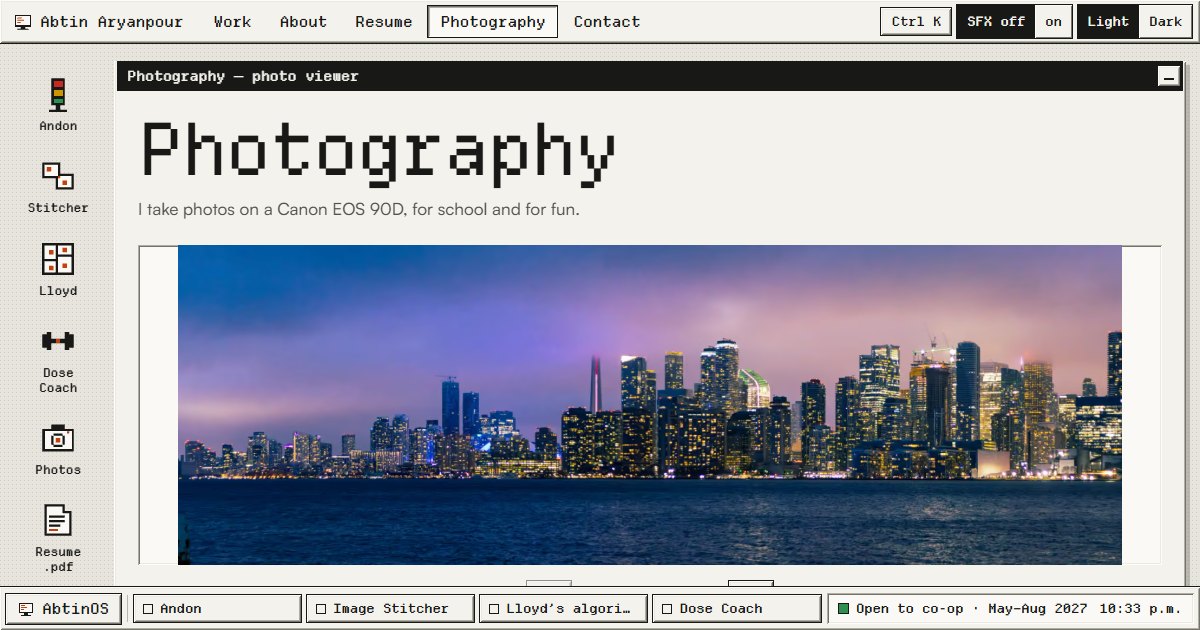 Abtin Aryanpour Work About Resume Photography Contact Ctrl K SFX off on Light Dark
Photography — photo viewer
Andon
Stitcher
Lloyd
Dose
Coach
Photos
Resume
.pdf
Photography
I take photos on a Canon EOS 90D, for school and for fun.
AbtinOS Andon Image Stitcher Lloyd's algori… Dose Coach Open to co-op · May–Aug 2027 10:33 p.m.